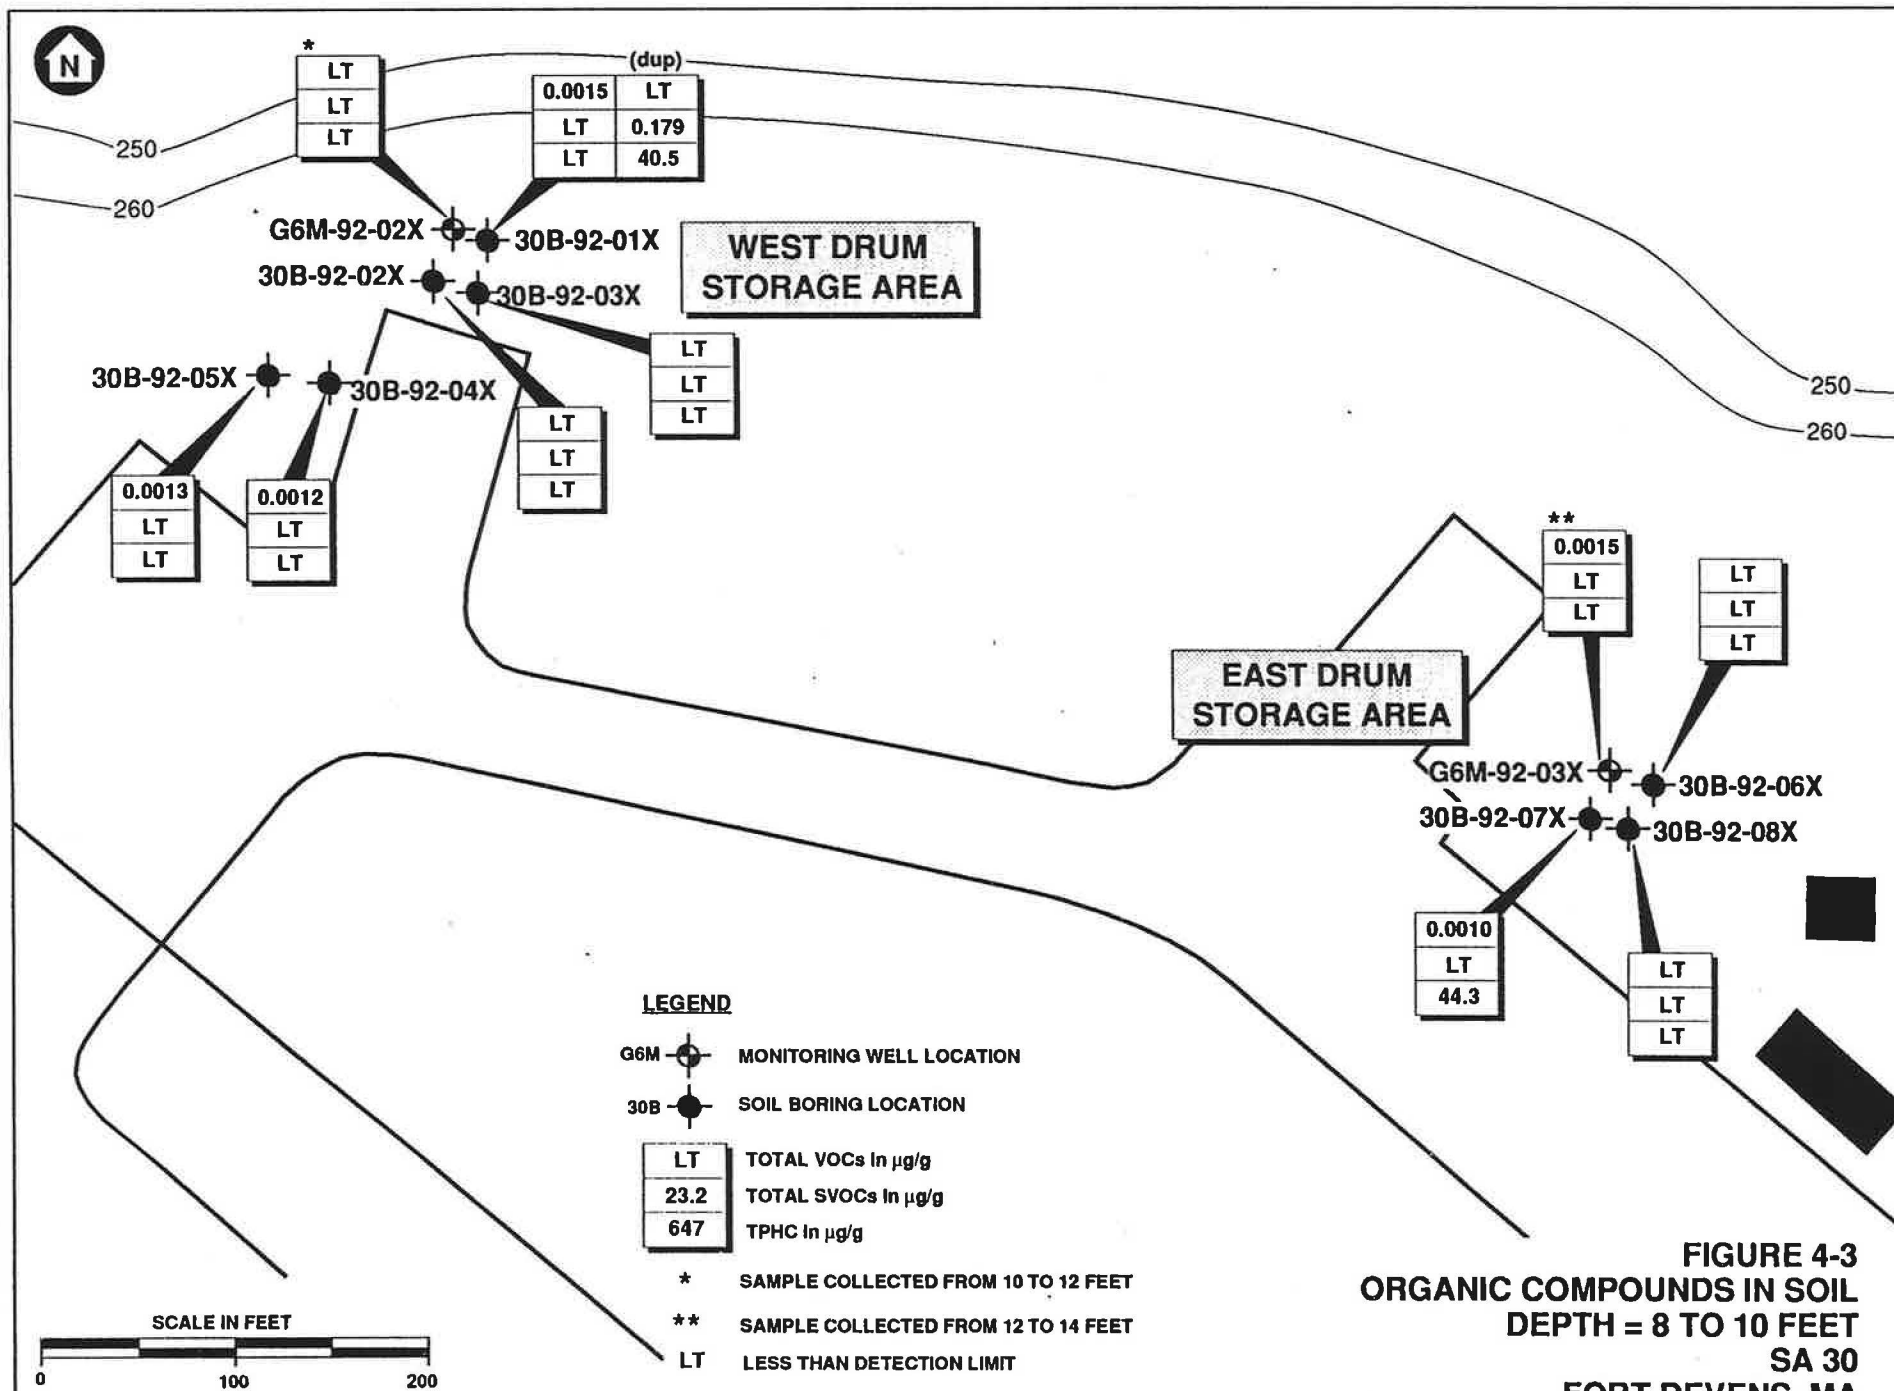 N
*
LT
LT
LT
(dup)
0.0015 LT
LT 0.179
LT 40.5
250
260
G6M-92-02X
30B-92-01X
30B-92-02X
30B-92-03X
WEST DRUM
STORAGE AREA
LT
LT
LT
30B-92-05X
30B-92-04X
LT
LT
LT
0.0013
LT
LT
0.0012
LT
LT
250
260
**
0.0015
LT
LT
LT
LT
LT
EAST DRUM
STORAGE AREA
G6M-92-03X
30B-92-06X
30B-92-07X
30B-92-08X
0.0010
LT
44.3
LT
LT
LT
LEGEND
G6M MONITORING WELL LOCATION
30B SOIL BORING LOCATION
LT TOTAL VOCs in µg/g
23.2 TOTAL SVOCs in µg/g
647 TPHC in µg/g
* SAMPLE COLLECTED FROM 10 TO 12 FEET
** SAMPLE COLLECTED FROM 12 TO 14 FEET
LT LESS THAN DETECTION LIMIT
SCALE IN FEET
0 100 200
FIGURE 4-3
ORGANIC COMPOUNDS IN SOIL
DEPTH = 8 TO 10 FEET
SA 30
FORT DEVENS, MA